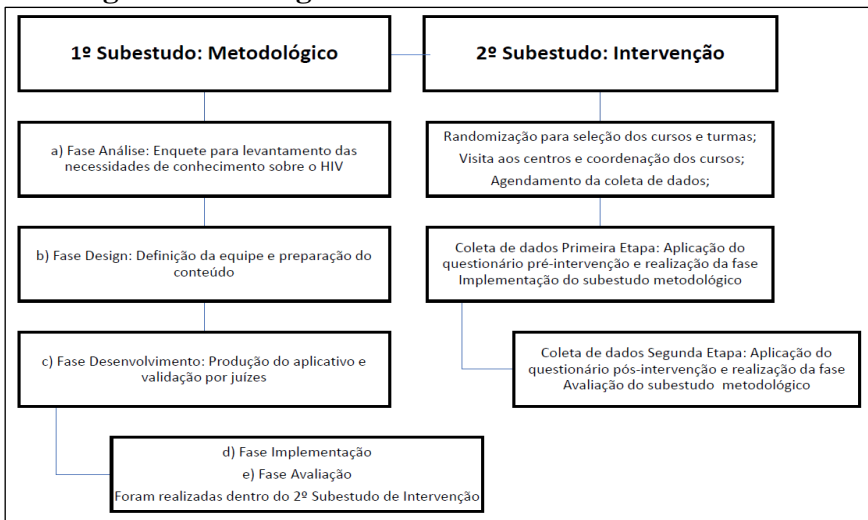 1º Subestudo: Metodológico
a) Fase Análise: Enquete para levantamento das
necessidades de conhecimento sobre o HIV
b) Fase Design: Definição da equipe e preparação do
conteúdo
c) Fase Desenvolvimento: Produção do aplicativo e
validação por juízes
d) Fase Implementação
e) Fase Avaliação
Foram realizadas dentro do 2º Subestudo de Intervenção
2º Subestudo: Intervenção
Randomização para seleção dos cursos e turmas;
Visita aos centros e coordenação dos cursos;
Agendamento da coleta de dados;
Coleta de dados Primeira Etapa: Aplicação do
questionário pré-intervenção e realização da fase
Implementação do subestudo metodológico
Coleta de dados Segunda Etapa: Aplicação do
questionário pós-intervenção e realização da fase
Avaliação do subestudo metodológico